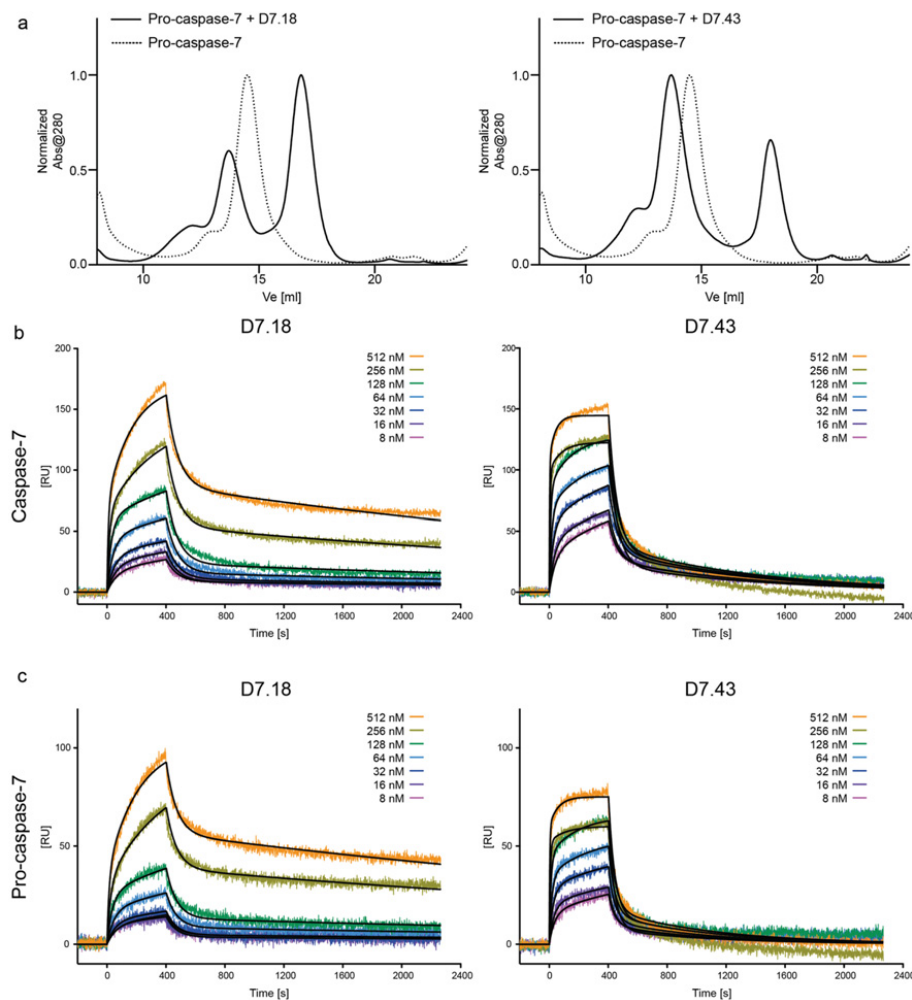 a
Pro-caspase-7 + D7.18
Pro-caspase-7
1.0
0.5
0.0
Normalized
Abs@280
10
15
20
Ve [ml]
Pro-caspase-7 + D7.43
Pro-caspase-7
1.0
0.5
0.0
Normalized
Abs@280
10
15
20
Ve [ml]
b
Caspase-7
D7.18
512 nM
256 nM
128 nM
64 nM
32 nM
16 nM
8 nM
200
150
100
50
0
[RU]
0
400
800
1200
1600
2000
2400
Time [s]
D7.43
512 nM
256 nM
128 nM
64 nM
32 nM
16 nM
8 nM
200
150
100
50
0
[RU]
0
400
800
1200
1600
2000
2400
Time [s]
c
Pro-caspase-7
D7.18
512 nM
256 nM
128 nM
64 nM
32 nM
16 nM
8 nM
100
50
0
[RU]
0
400
800
1200
1600
2000
2400
Time [s]
D7.43
512 nM
256 nM
128 nM
64 nM
32 nM
16 nM
8 nM
100
50
0
[RU]
0
400
800
1200
1600
2000
2400
Time [s]